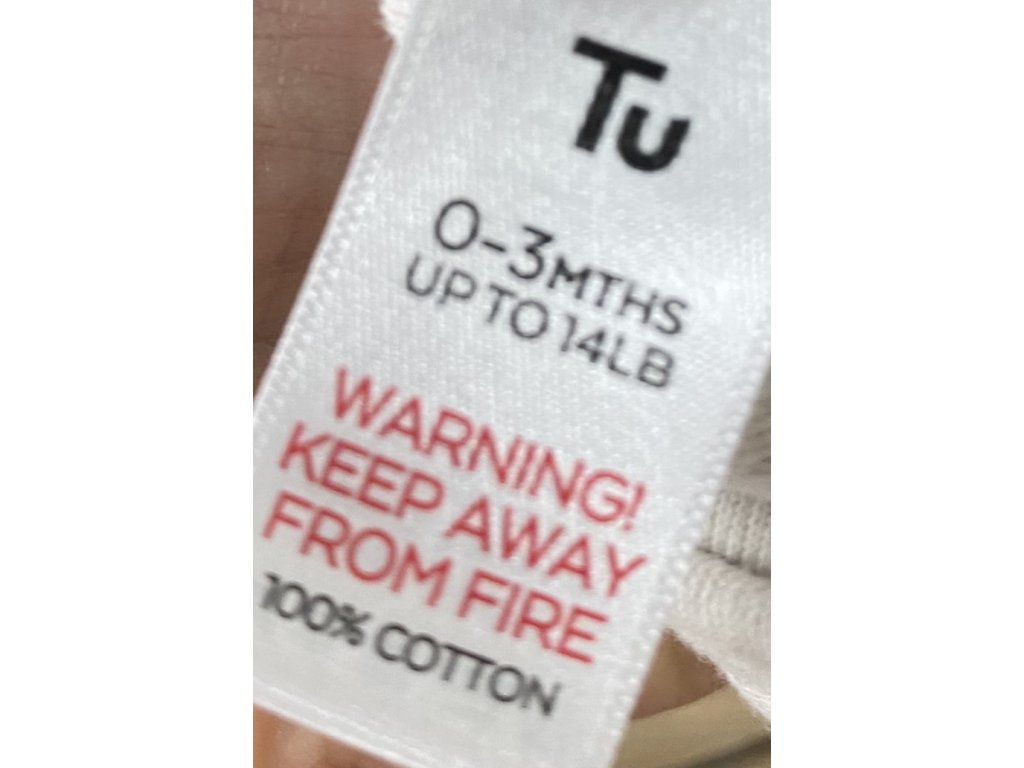 Tu
0-3MTHS
UP TO 14LB
WARNING!
KEEP AWAY
FROM FIRE
100% COTTON